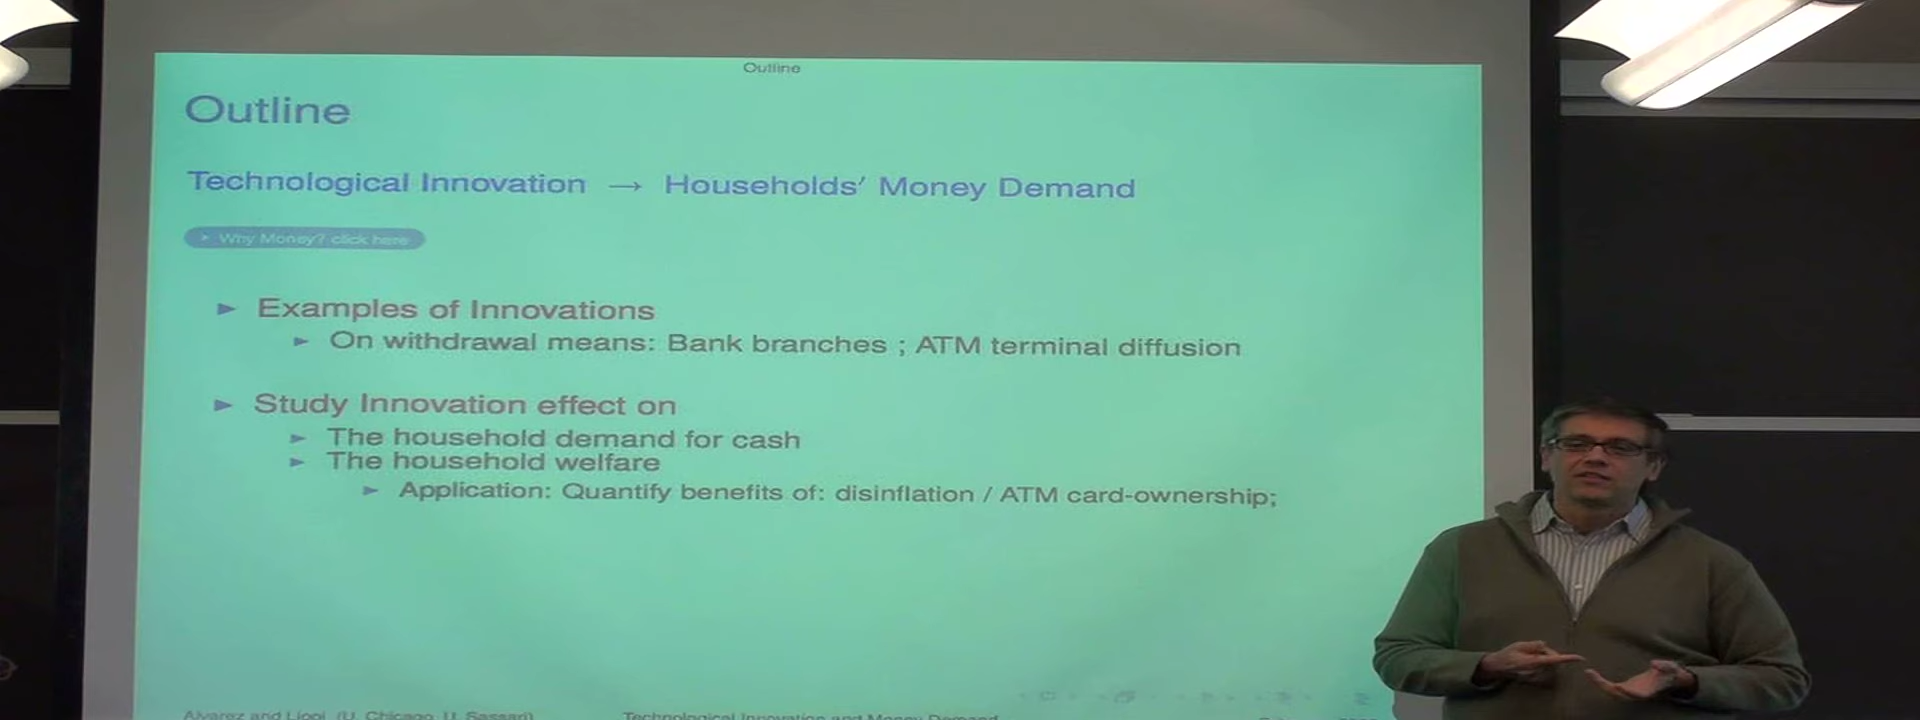 Outline
Outline
Technological Innovation → Households' Money Demand
Why Money? click here
Examples of Innovations
On withdrawal means: Bank branches ; ATM terminal diffusion
Study Innovation effect on
The household demand for cash
The household welfare
Application: Quantify benefits of: disinflation / ATM card-ownership;
Alvarez and Lippi (U. Chicago, U. Sassari) Technological Innovation and Money Demand